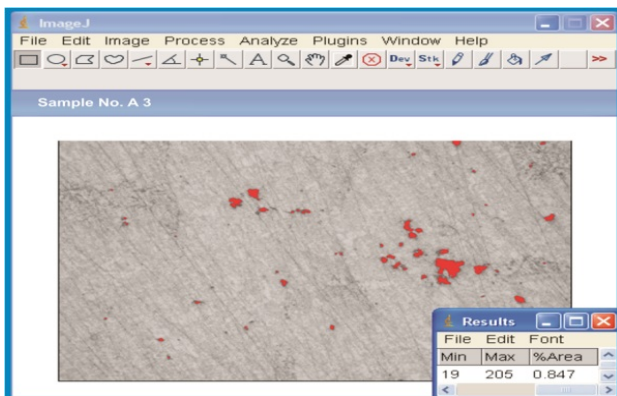 ImageJ
File Edit Image Process Analyze Plugins Window Help
A Dev Stk >>
Sample No. A 3
Results
File Edit Font
Min Max %Area
19 205 0.847